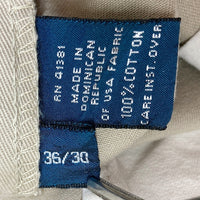 RN 41381
MADE IN
DOMINICAN
REPUBLIC
OF USA FABRIC
100% COTTON
CARE INST. OVER
36/30